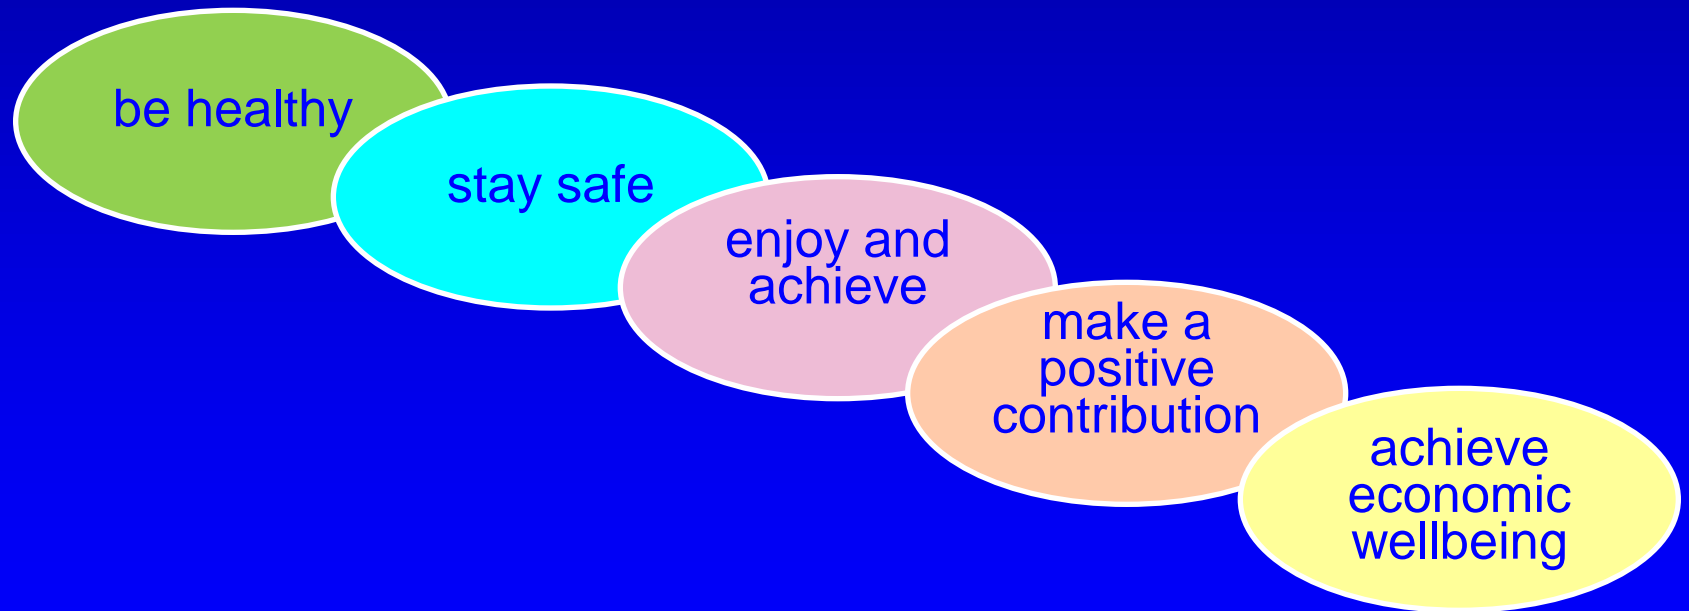 be healthy
stay safe
enjoy and
achieve
make a
positive
contribution
achieve
economic
wellbeing